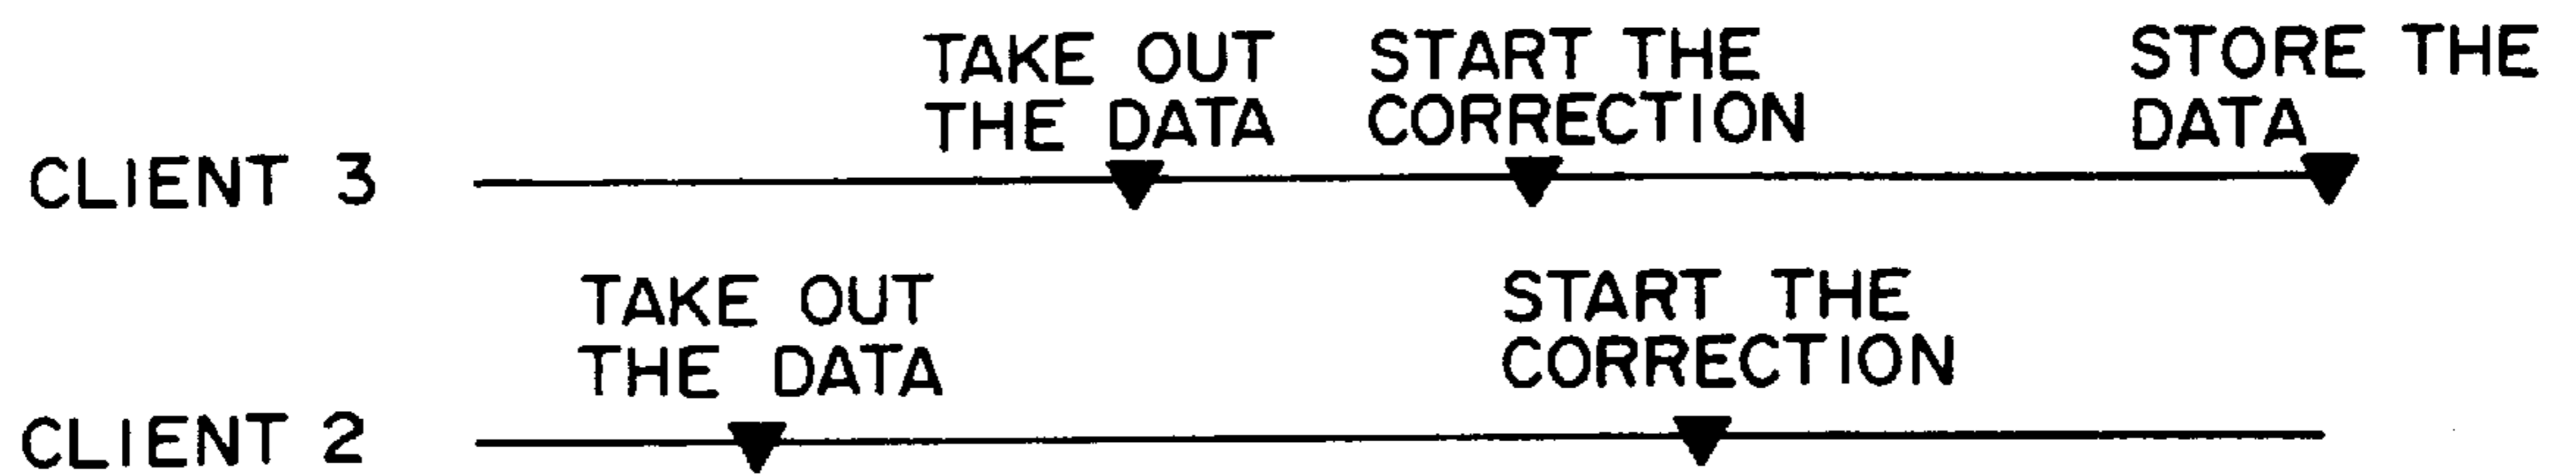 TAKE OUT
THE DATA
START THE
CORRECTION
STORE THE
DATA
CLIENT 3
TAKE OUT
THE DATA
START THE
CORRECTION
CLIENT 2